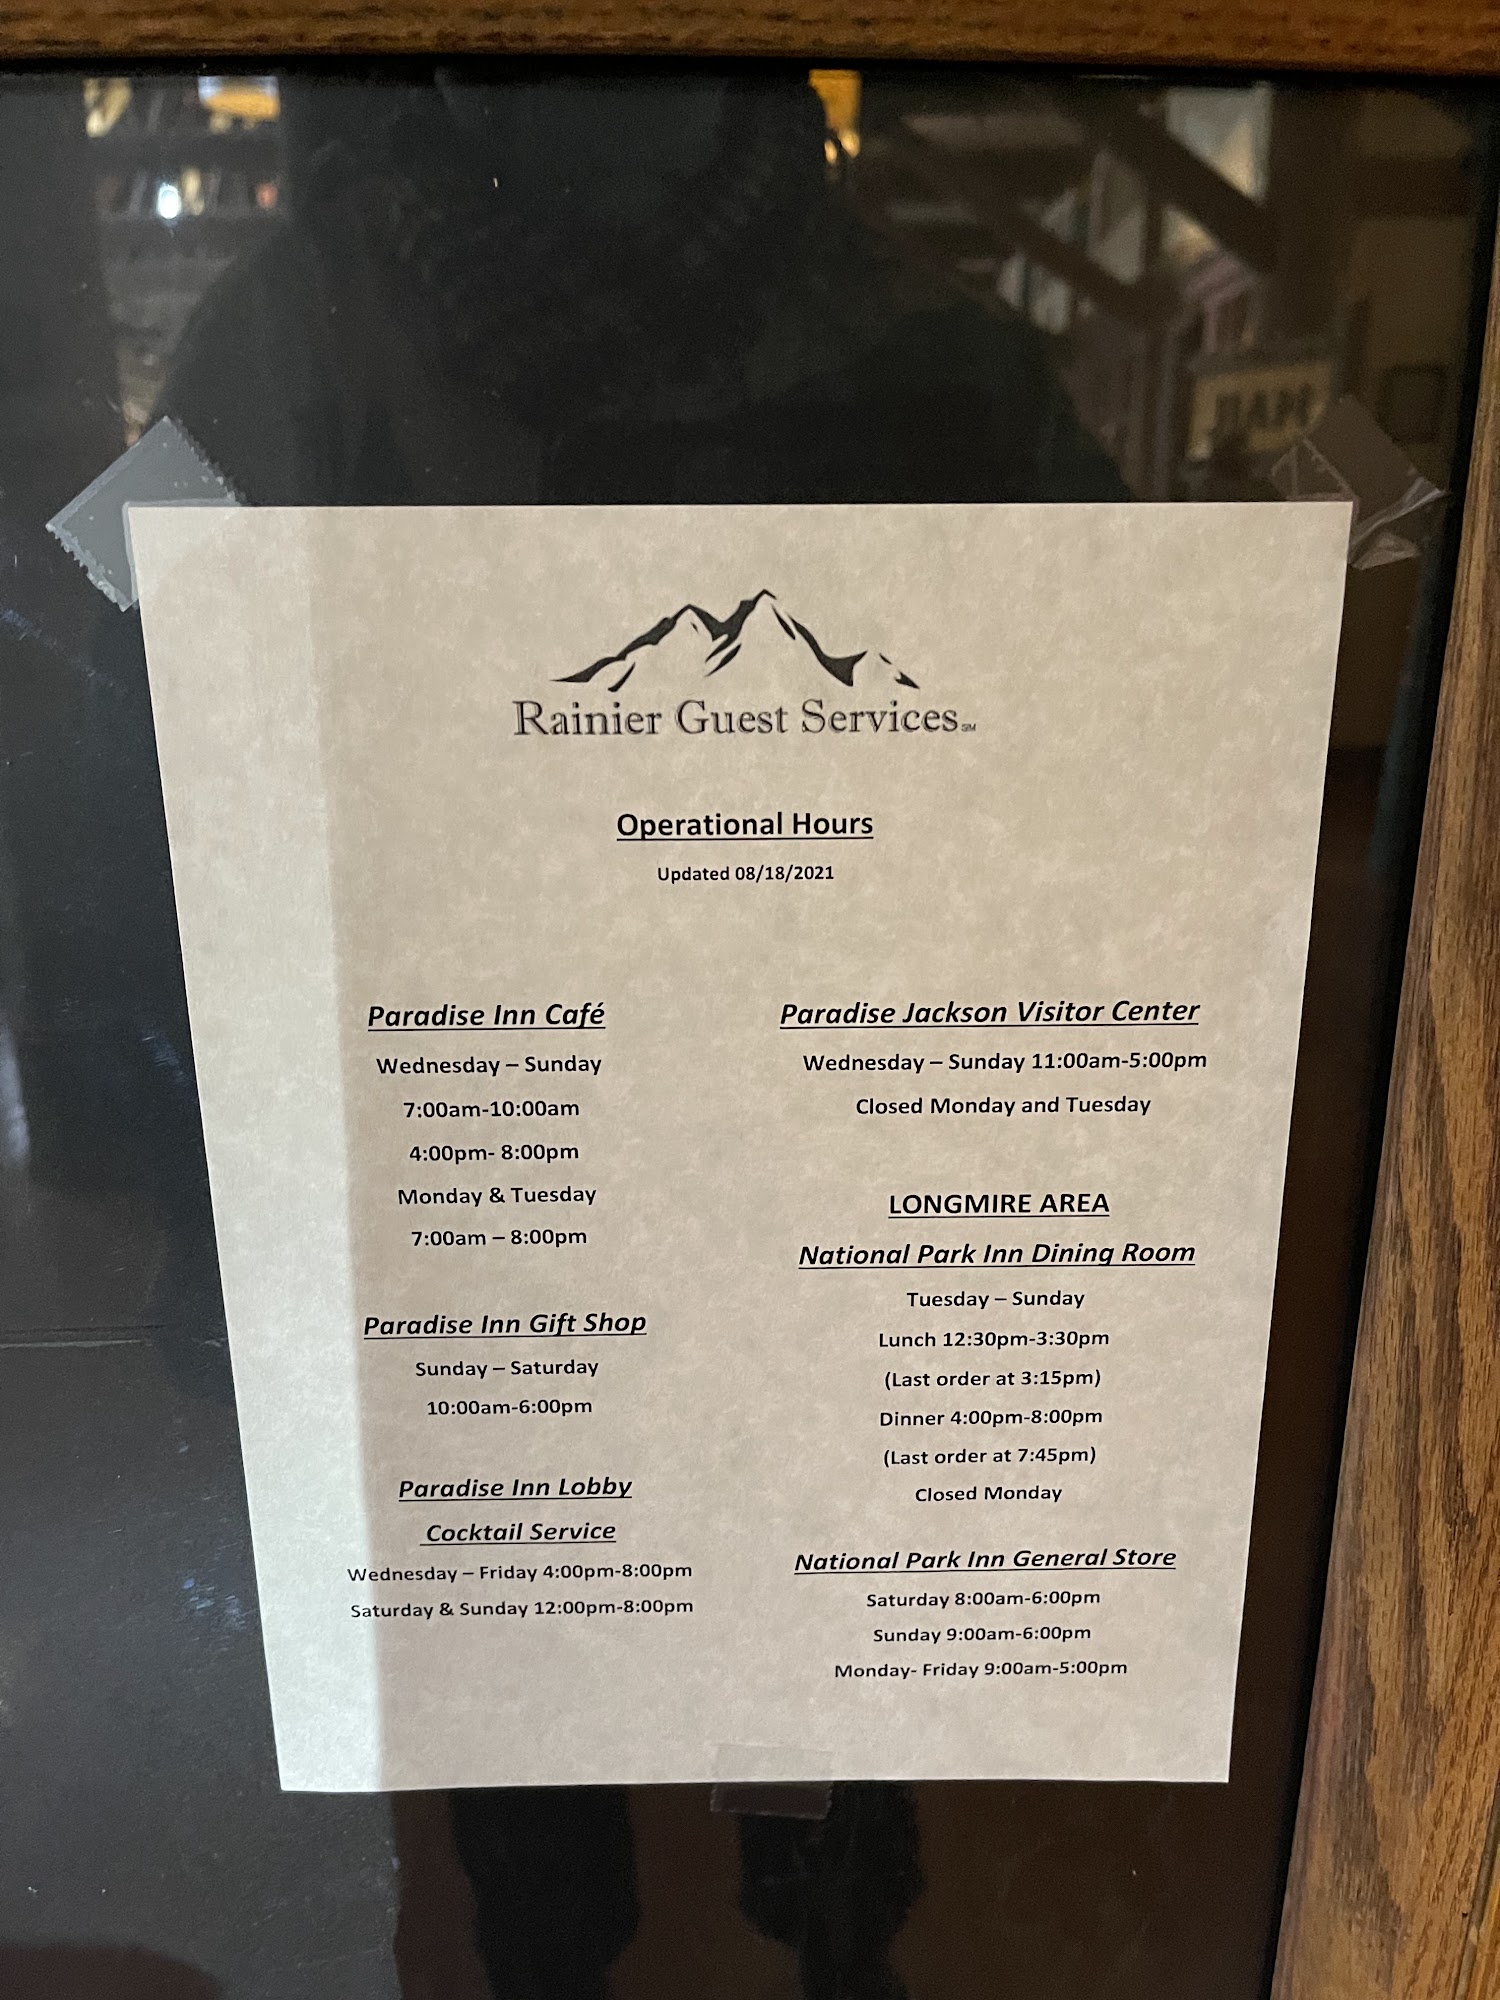 Rainier Guest Services SM
Operational Hours
Updated 08/18/2021
Paradise Inn Café
Wednesday – Sunday
7:00am-10:00am
4:00pm- 8:00pm
Monday & Tuesday
7:00am – 8:00pm
Paradise Inn Gift Shop
Sunday – Saturday
10:00am-6:00pm
Paradise Inn Lobby
Cocktail Service
Wednesday – Friday 4:00pm-8:00pm
Saturday & Sunday 12:00pm-8:00pm
Paradise Jackson Visitor Center
Wednesday – Sunday 11:00am-5:00pm
Closed Monday and Tuesday
LONGMIRE AREA
National Park Inn Dining Room
Tuesday – Sunday
Lunch 12:30pm-3:30pm
(Last order at 3:15pm)
Dinner 4:00pm-8:00pm
(Last order at 7:45pm)
Closed Monday
National Park Inn General Store
Saturday 8:00am-6:00pm
Sunday 9:00am-6:00pm
Monday- Friday 9:00am-5:00pm